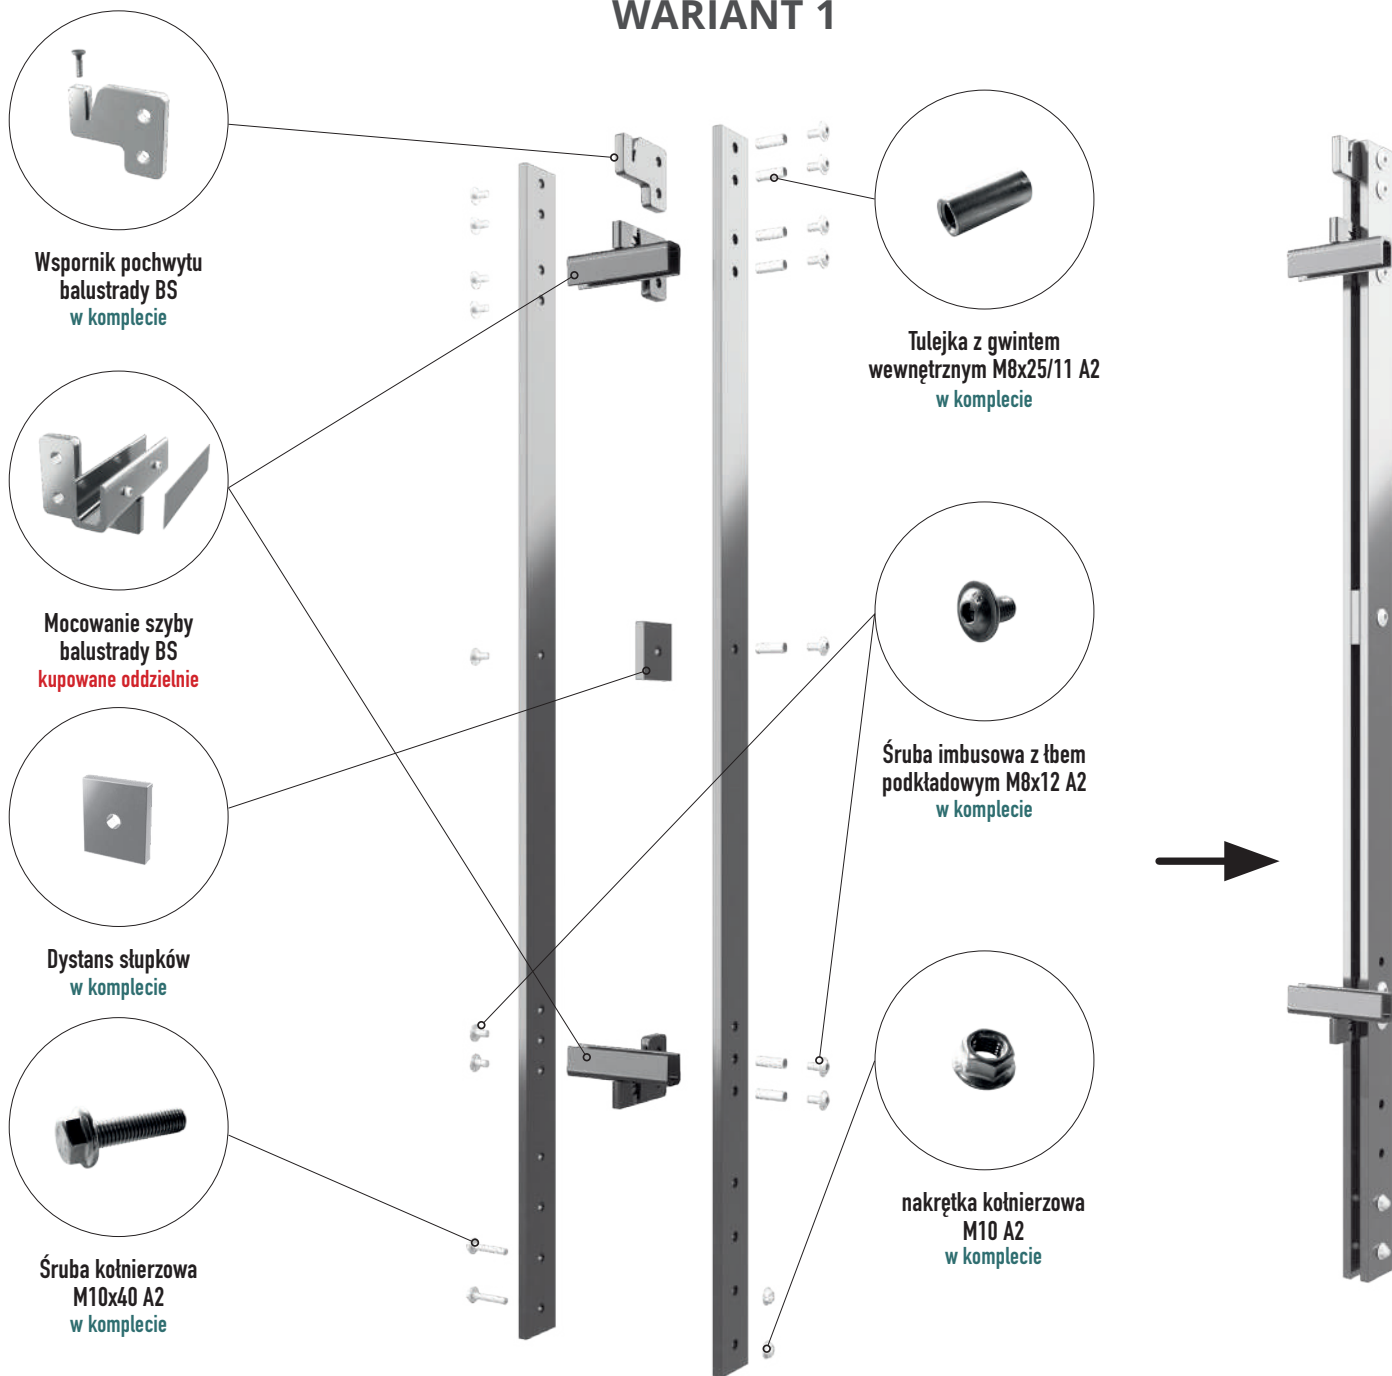 WARIANT 1
Wspornik pochwytu
balustrady BS
w komplecie
Tulejka z gwintem
wewnętrznym M8x25/11 A2
w komplecie
Mocowanie szyby
balustrady BS
kupowane oddzielnie
Śruba imbusowa z łbem
podkładowym M8x12 A2
w komplecie
Dystans słupków
w komplecie
nakrętka kołnierzowa
M10 A2
w komplecie
Śruba kołnierzowa
M10x40 A2
w komplecie